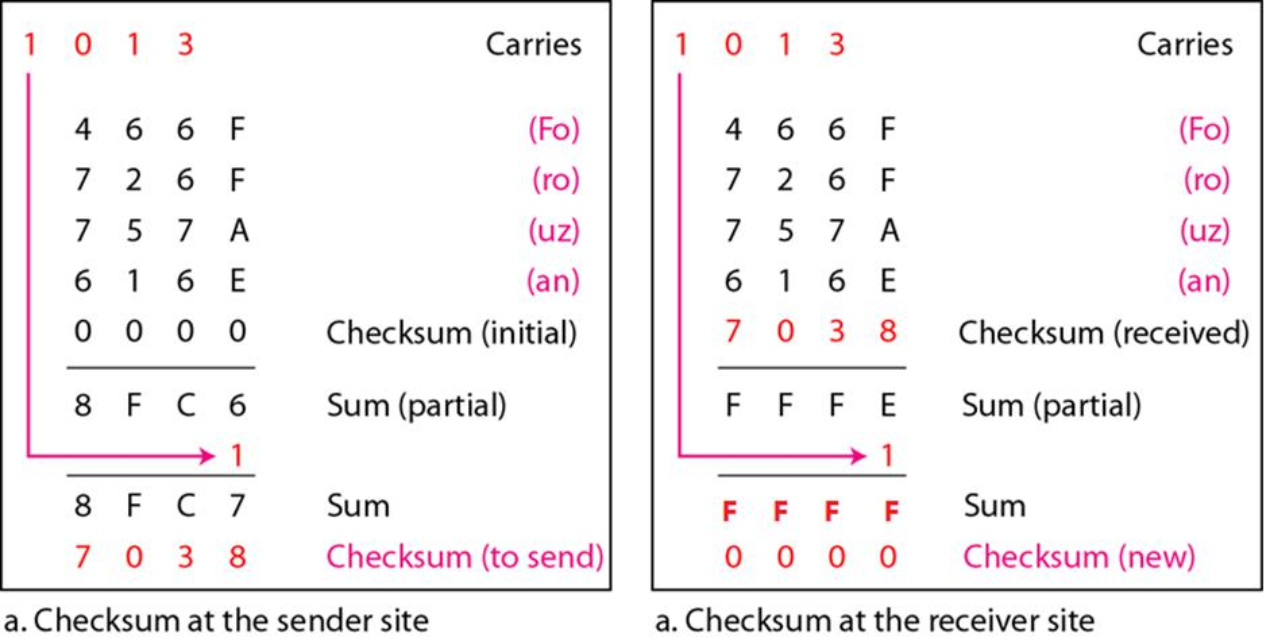 1 0 1 3 Carries
4 6 6 F (Fo)
7 2 6 F (ro)
7 5 7 A (uz)
6 1 6 E (an)
0 0 0 0 Checksum (initial)
8 F C 6 Sum (partial)
1
8 F C 7 Sum
7 0 3 8 Checksum (to send)
a. Checksum at the sender site
1 0 1 3 Carries
4 6 6 F (Fo)
7 2 6 F (ro)
7 5 7 A (uz)
6 1 6 E (an)
7 0 3 8 Checksum (received)
F F F E Sum (partial)
1
F F F F Sum
0 0 0 0 Checksum (new)
a. Checksum at the receiver site